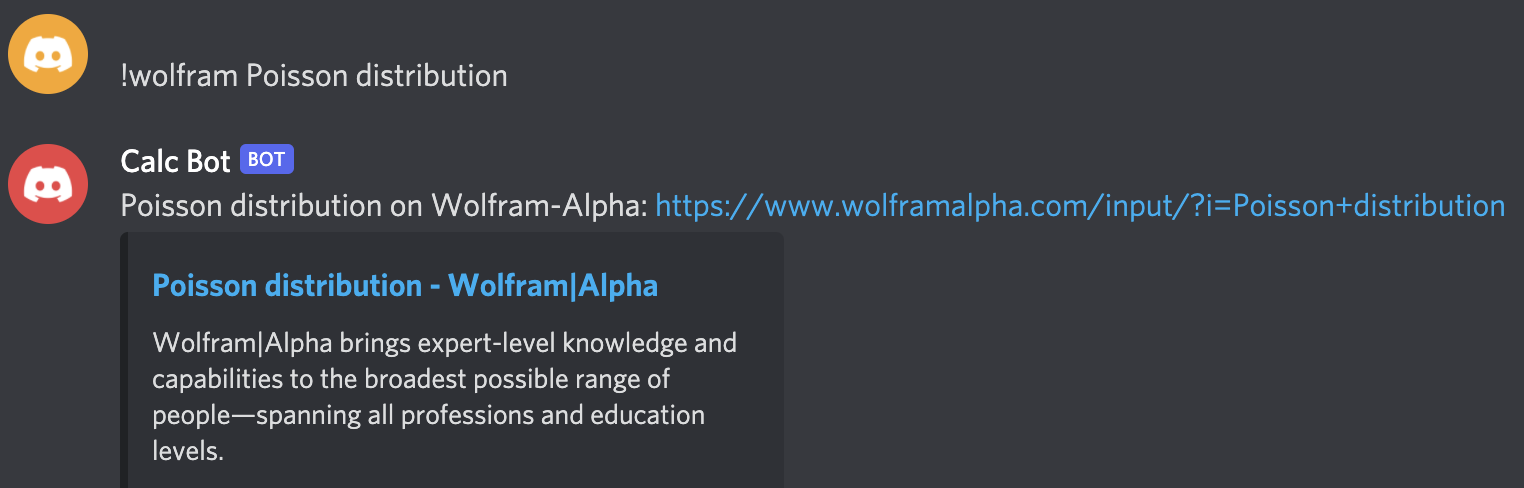 !wolfram Poisson distribution
Calc Bot BOT
Poisson distribution on Wolfram-Alpha: https://www.wolframalpha.com/input/?i=Poisson+distribution
Poisson distribution - Wolfram|Alpha
Wolfram|Alpha brings expert-level knowledge and
capabilities to the broadest possible range of
people—spanning all professions and education
levels.